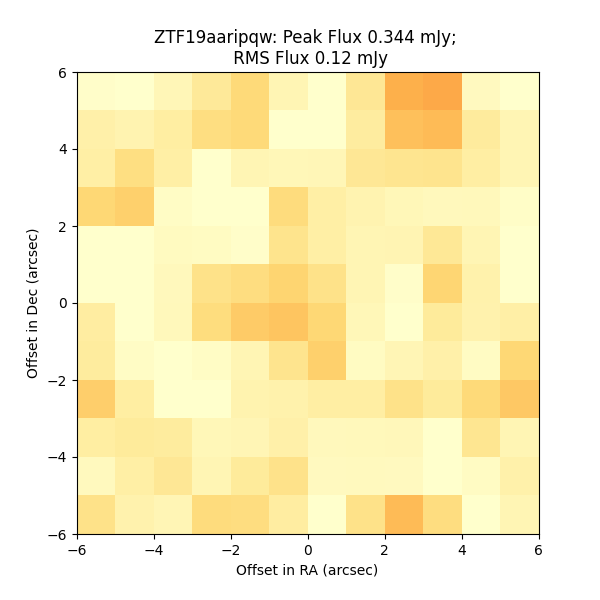 ZTF19aaripqw: Peak Flux 0.344 mJy;
RMS Flux 0.12 mJy
6
4
2
0
−2
−4
−6
Offset in Dec (arcsec)
−6 −4 −2 0 2 4 6
Offset in RA (arcsec)